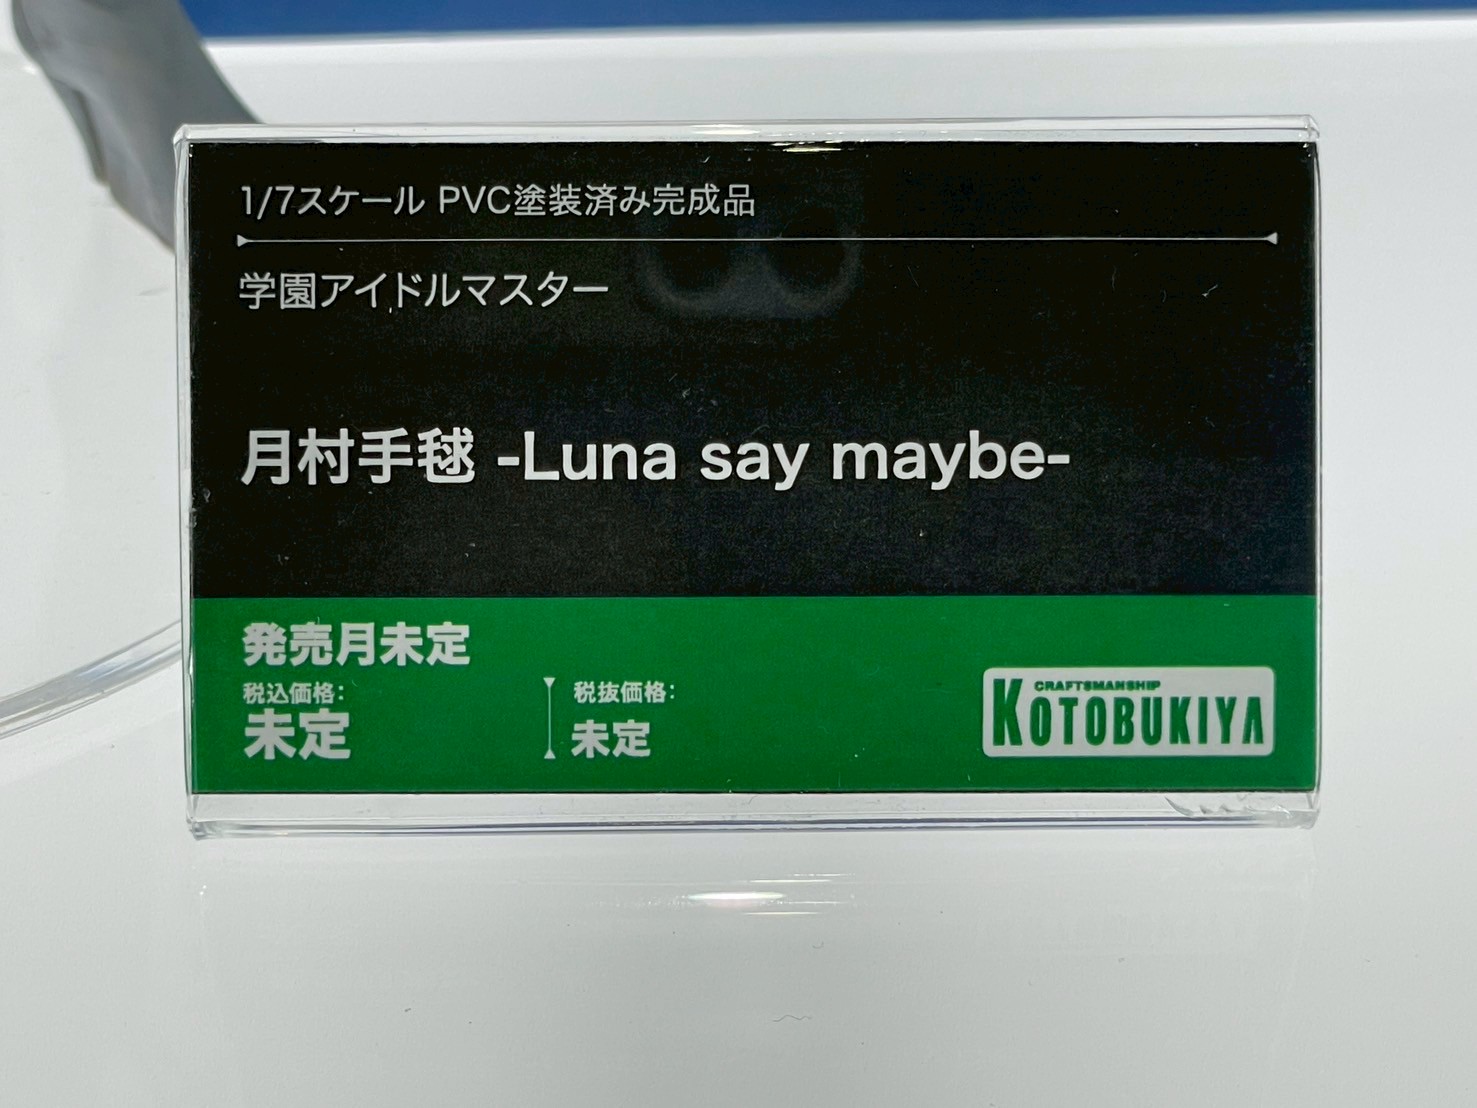 1/7スケール PVC塗装済み完成品
学園アイドルマスター
月村手毬 -Luna say maybe-
発売月未定
税込価格:
未定
税抜価格:
未定
CRAFTSMANSHIP
KOTOBUKIYA